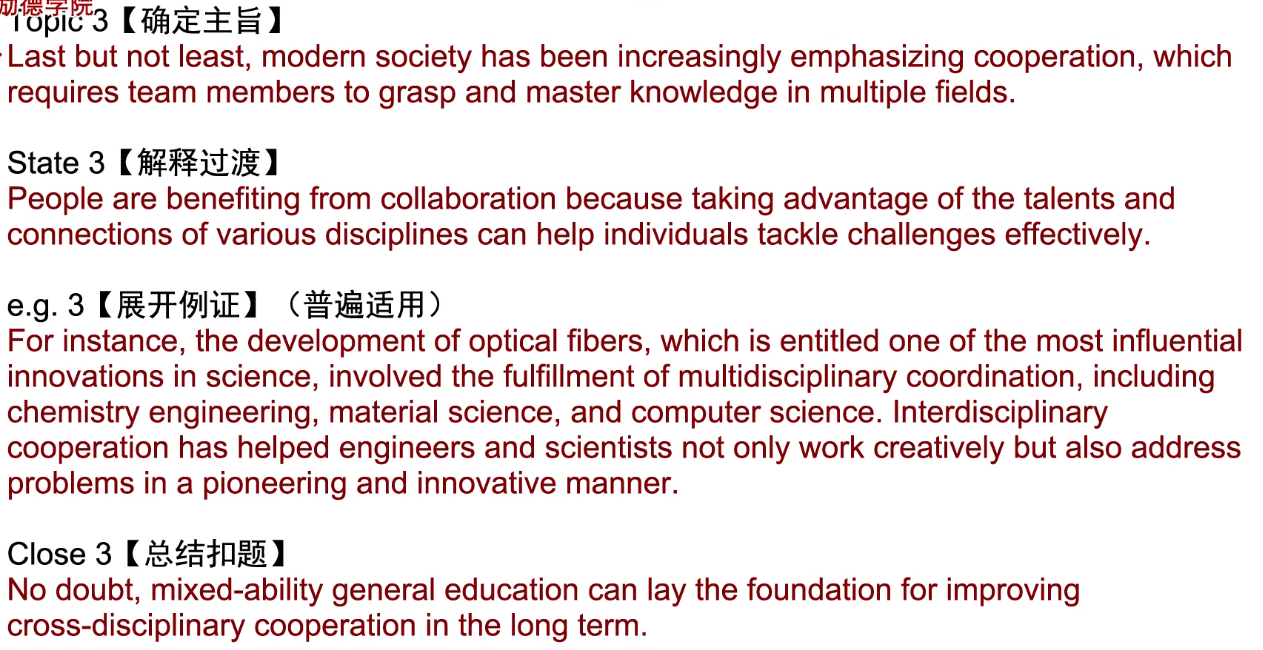 励德学院
Topic 3【确定主旨】
Last but not least, modern society has been increasingly emphasizing cooperation, which
requires team members to grasp and master knowledge in multiple fields.
State 3【解释过渡】
People are benefiting from collaboration because taking advantage of the talents and
connections of various disciplines can help individuals tackle challenges effectively.
e.g. 3【展开例证】（普遍适用）
For instance, the development of optical fibers, which is entitled one of the most influential
innovations in science, involved the fulfillment of multidisciplinary coordination, including
chemistry engineering, material science, and computer science. Interdisciplinary
cooperation has helped engineers and scientists not only work creatively but also address
problems in a pioneering and innovative manner.
Close 3【总结扣题】
No doubt, mixed-ability general education can lay the foundation for improving
cross-disciplinary cooperation in the long term.